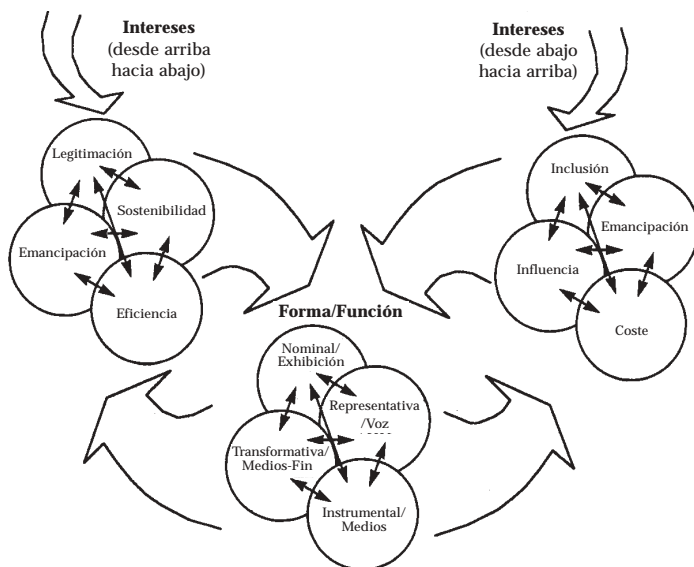 Intereses
(desde arriba
hacia abajo)
Intereses
(desde abajo
hacia arriba)
Legitimación
Sostenibilidad
Emancipación
Eficiencia
Inclusión
Emancipación
Influencia
Coste
Forma/Función
Nominal/
Exhibición
Representativa
/Voz
Transformativa/
Medios-Fin
Instrumental/
Medios